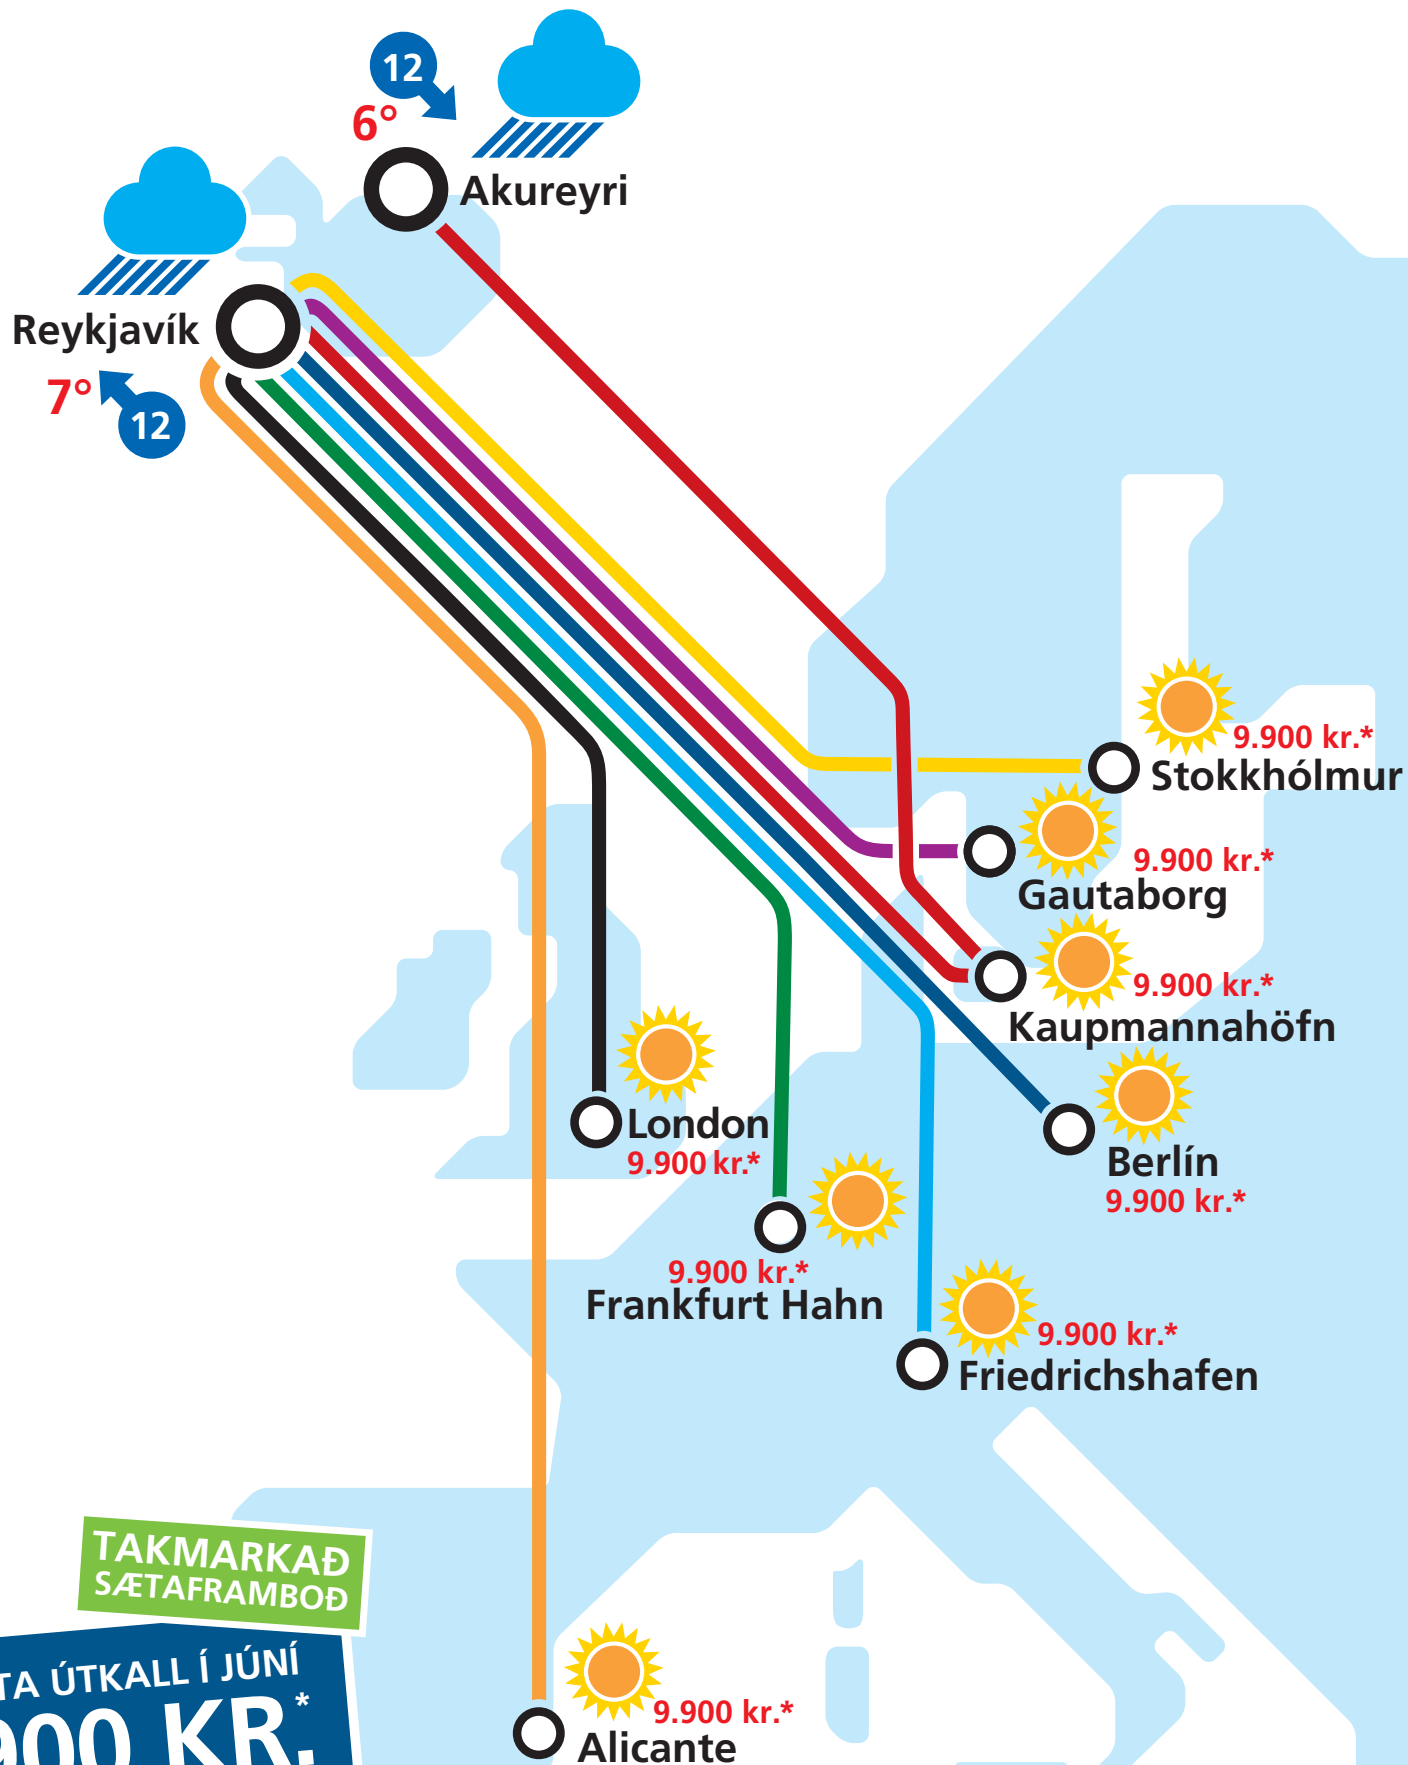 12
6°
Akureyri
Reykjavík
7°
12
9.900 kr.*
Stokkhólmur
9.900 kr.*
Gautaborg
9.900 kr.*
Kaupmannahöfn
London
9.900 kr.*
Berlín
9.900 kr.*
9.900 kr.*
Frankfurt Hahn
9.900 kr.*
Friedrichshafen
TAKMARKAÐ
SÆTAFRAMBOÐ
ÚTKALL Í JÚNÍ
900 KR.*
9.900 kr.*
Alicante